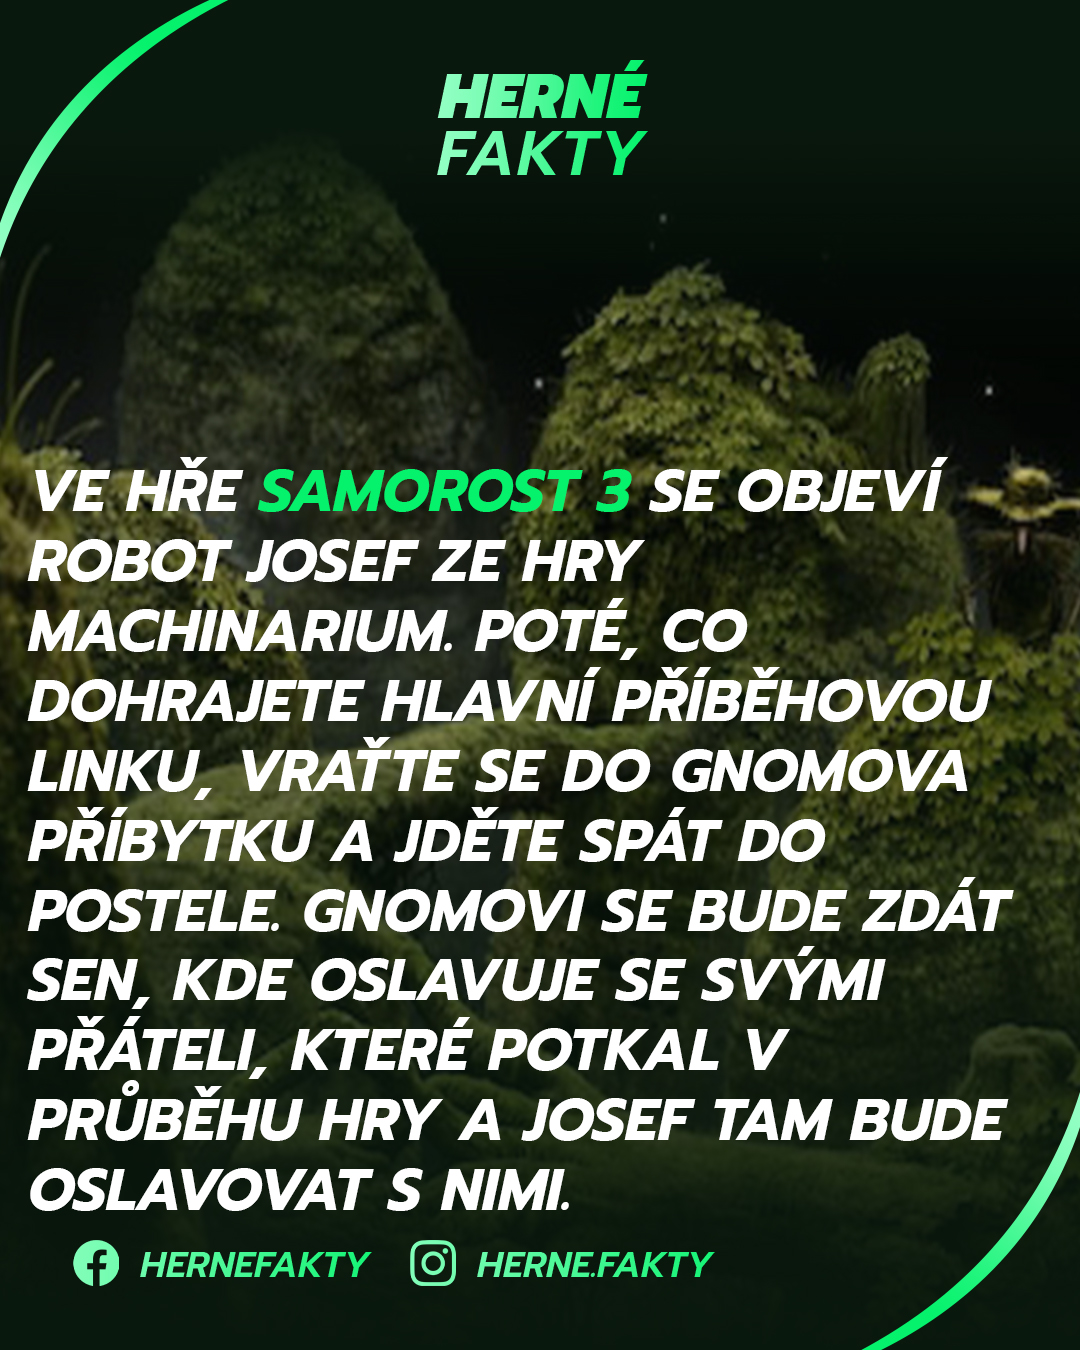 HERNÉ
FAKTY
VE HŘE SAMOROST 3 SE OBJEVÍ
ROBOT JOSEF ZE HRY
MACHINARIUM. POTÉ, CO
DOHRAJETE HLAVNÍ PŘÍBĚHOVOU
LINKU, VRAŤTE SE DO GNOMOVA
PŘÍBYTKU A JDĚTE SPÁT DO
POSTELE. GNOMOVI SE BUDE ZDÁT
SEN, KDE OSLAVUJE SE SVÝMI
PŘÁTELI, KTERÉ POTKAL V
PRŮBĚHU HRY A JOSEF TAM BUDE
OSLAVOVAT S NIMI.
HERNEFAKTY HERNE.FAKTY